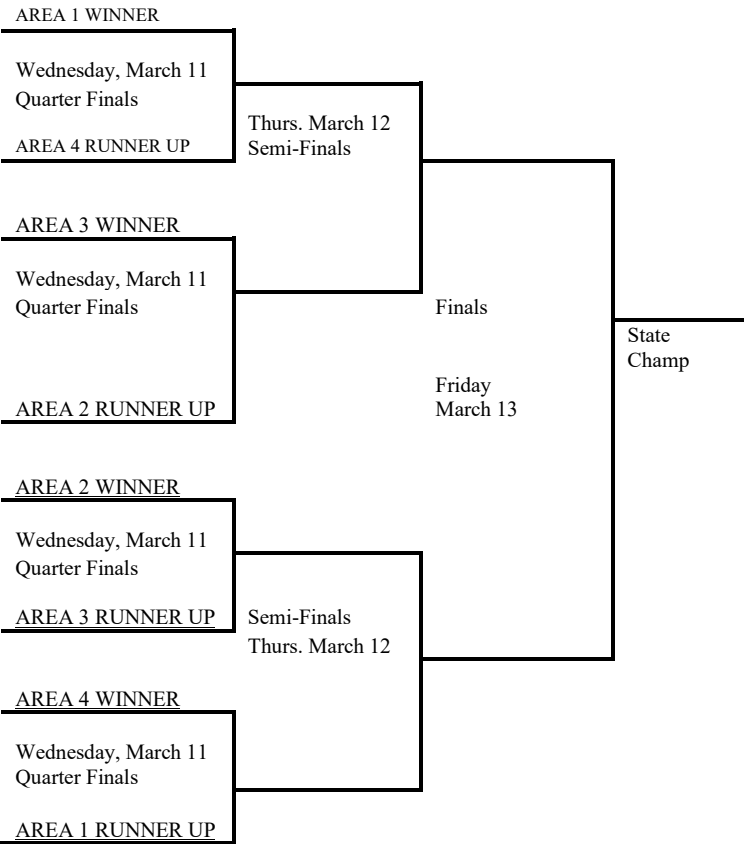 AREA 1 WINNER
Wednesday, March 11
Quarter Finals
AREA 4 RUNNER UP
Thurs. March 12
Semi-Finals
AREA 3 WINNER
Wednesday, March 11
Quarter Finals
AREA 2 RUNNER UP
Finals
Friday
March 13
State
Champ
AREA 2 WINNER
Wednesday, March 11
Quarter Finals
AREA 3 RUNNER UP
Semi-Finals
Thurs. March 12
AREA 4 WINNER
Wednesday, March 11
Quarter Finals
AREA 1 RUNNER UP